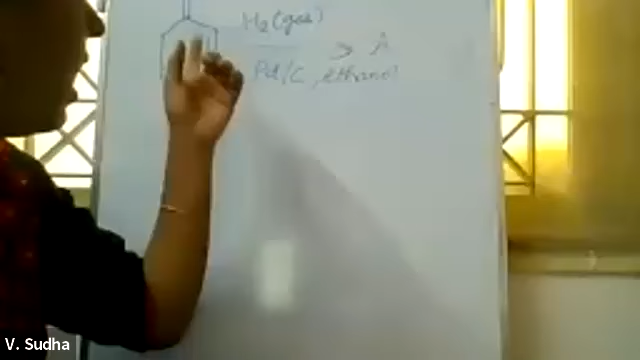 H2(gas)
→ A
Pd/C, ethanol
V. Sudha